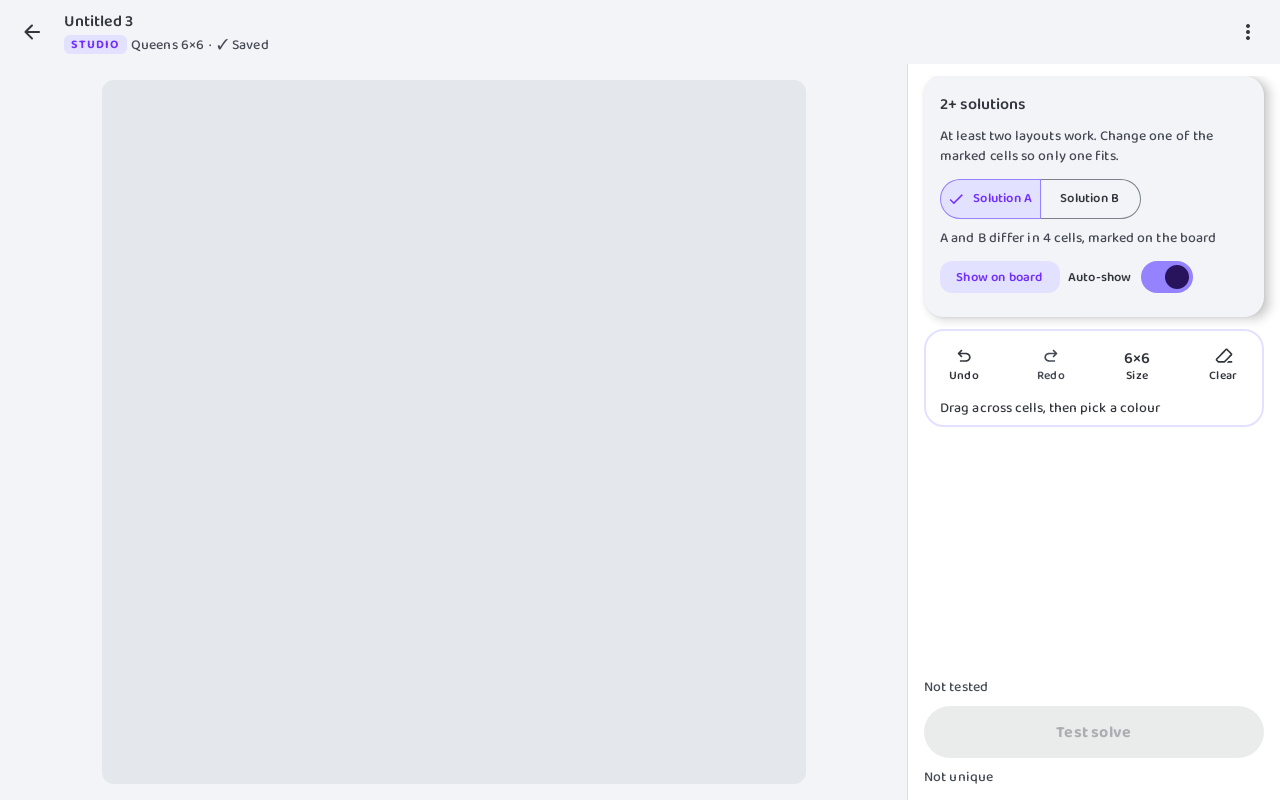 Untitled 3
STUDIO Queens 6×6 · ✓ Saved
2+ solutions
At least two layouts work. Change one of the
marked cells so only one fits.
Solution A
Solution B
A and B differ in 4 cells, marked on the board
Show on board
Auto-show
Undo
Redo
6×6
Size
Clear
Drag across cells, then pick a colour
Not tested
Test solve
Not unique